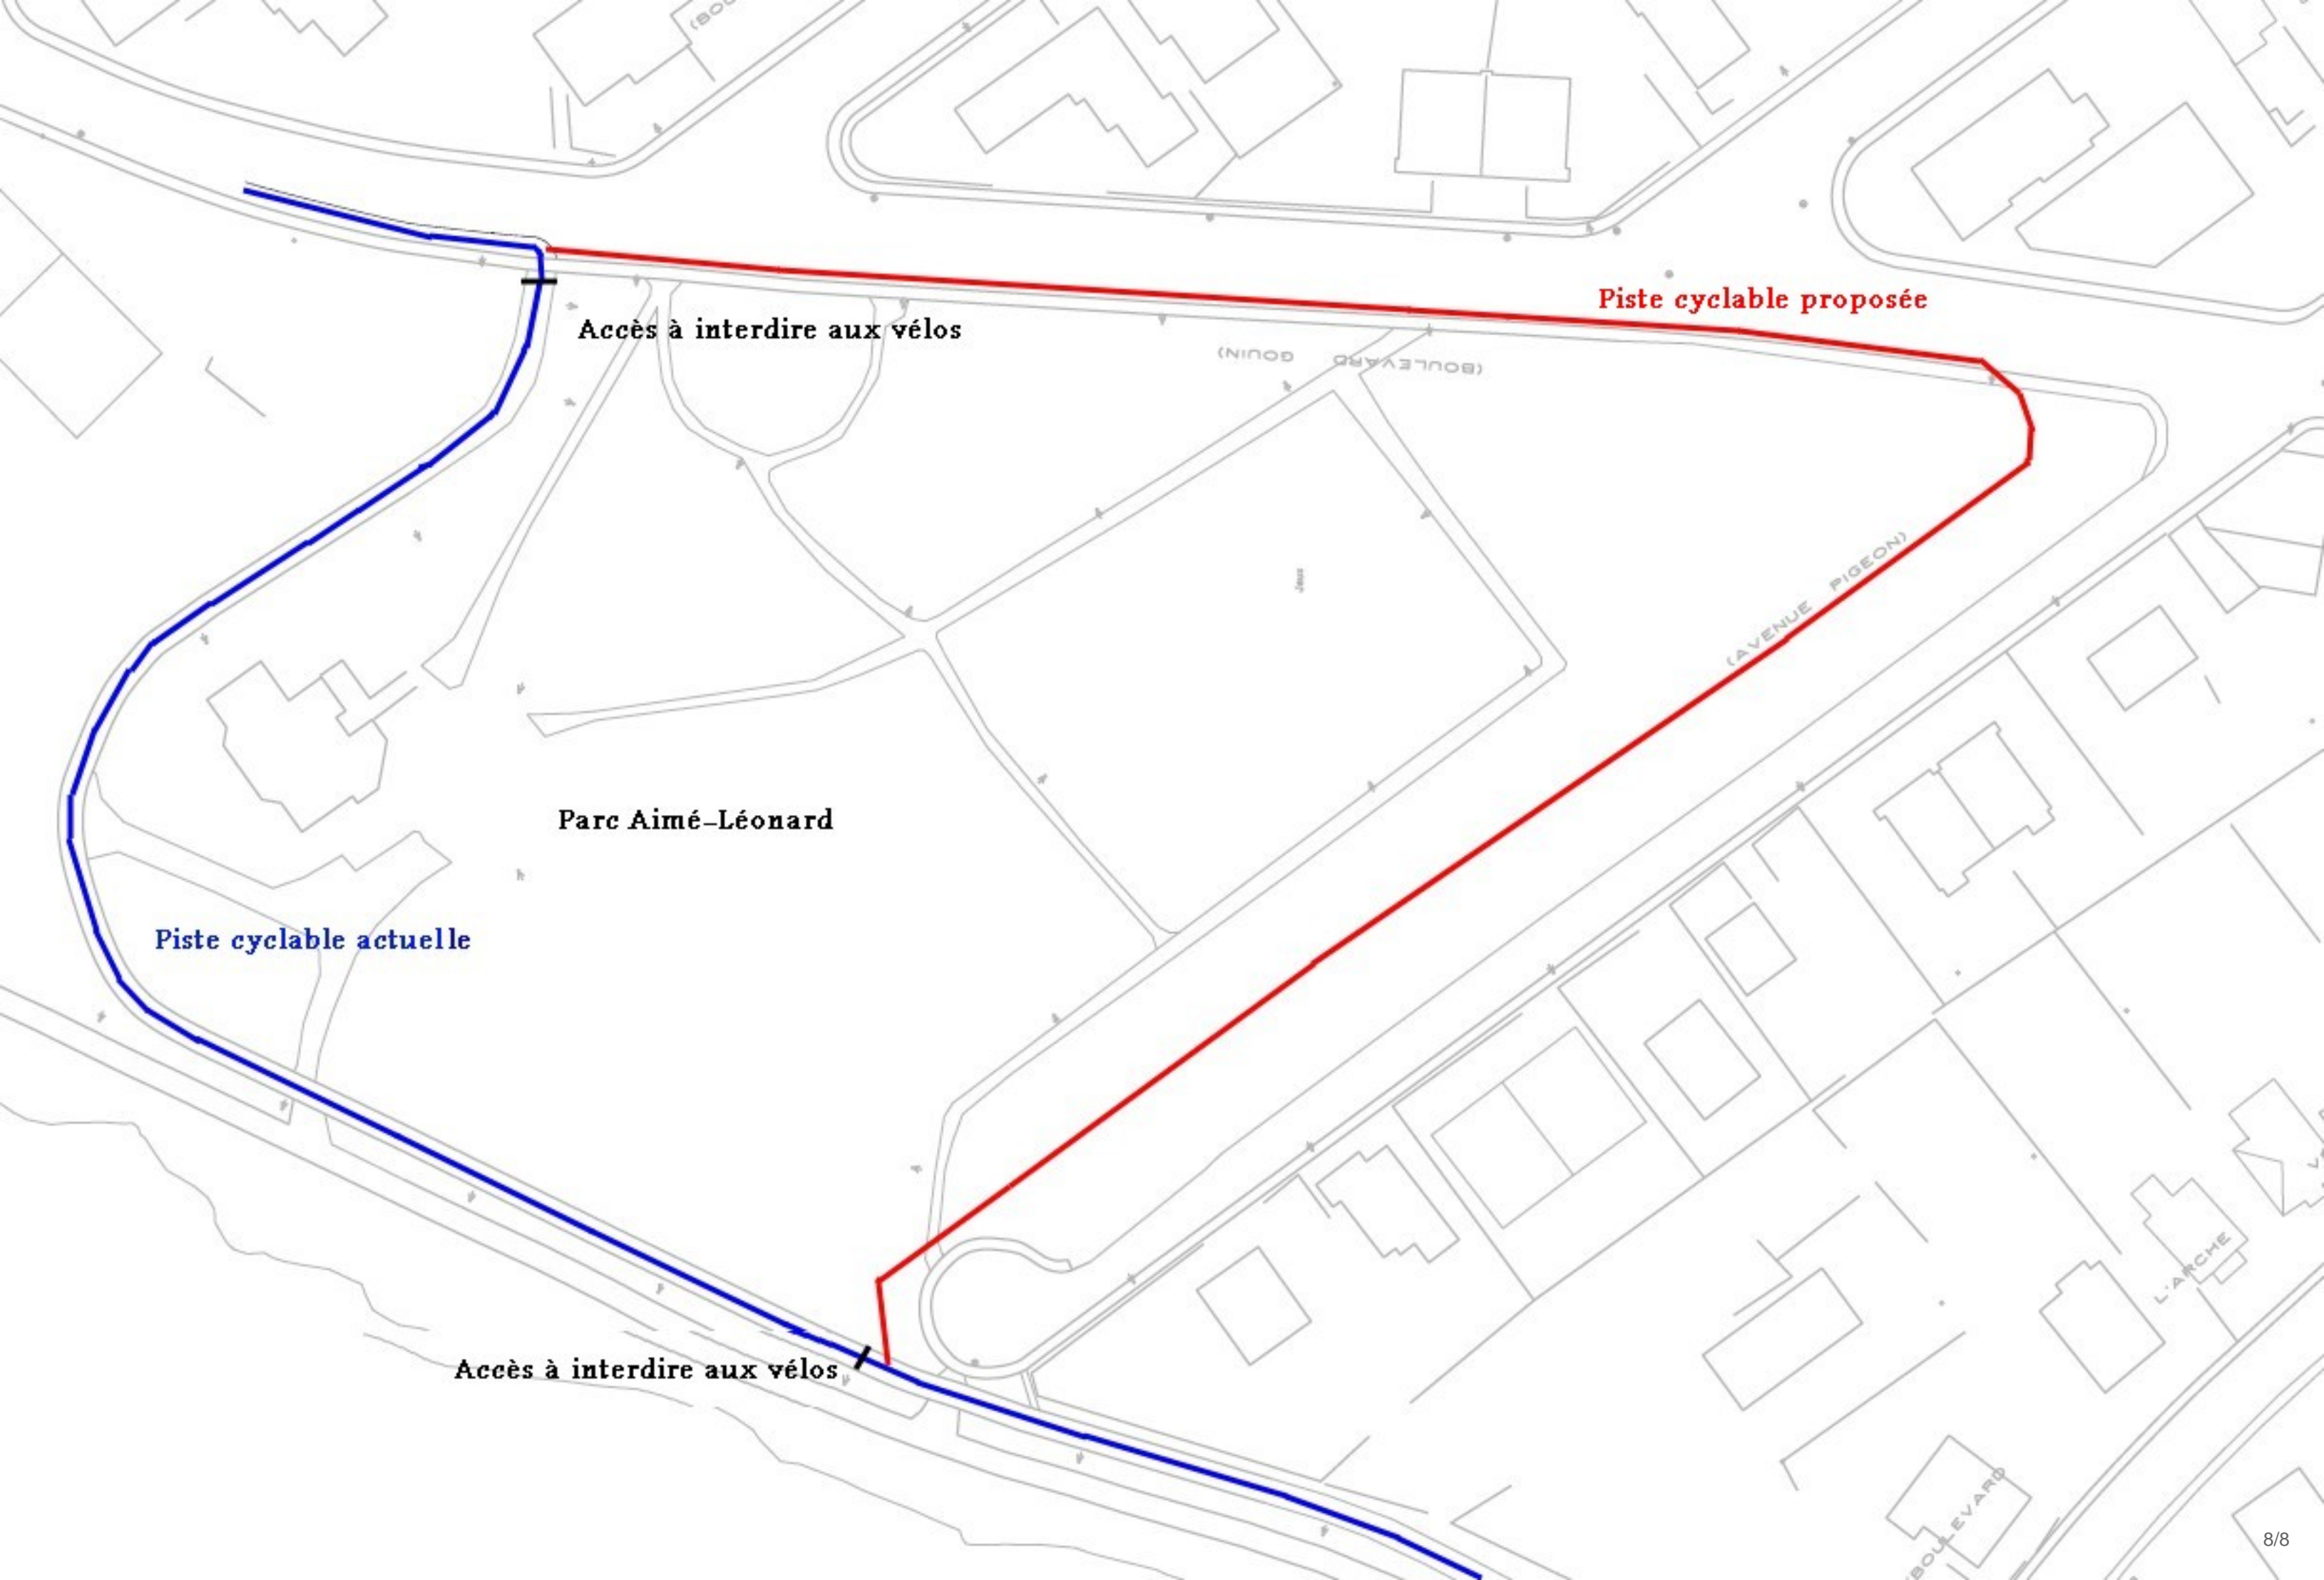 (BOU
Piste cyclable proposée
Accès à interdire aux vélos
(BOULEVARD GOUIN)
(AVENUE PIGEON)
Parc Aimé-Léonard
Piste cyclable actuelle
L'ARCHE
Accès à interdire aux vélos
(BOULEVARD
8/8